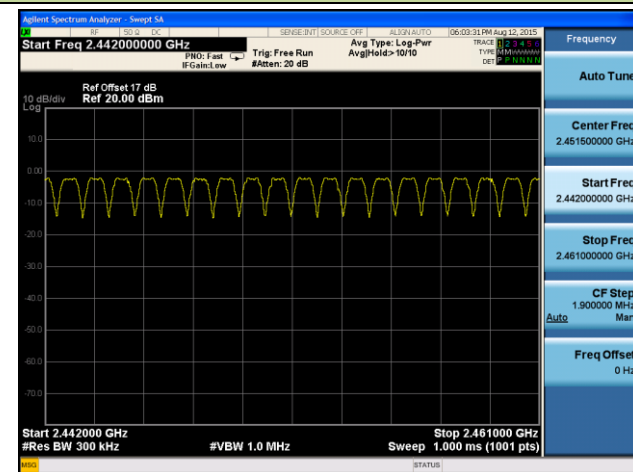 Agilent Spectrum Analyzer - Swept SA
RF 50 Ω DC SENSE:INT SOURCE OFF ALIGN AUTO 06:03:31 PM Aug 12, 2015
Start Freq 2.442000000 GHz
PNO: Fast
IFGain:Low
Trig: Free Run
#Atten: 20 dB
Avg Type: Log-Pwr
Avg|Hold:>10/10
TRACE 1 2 3 4 5 6
TYPE
DET P P N N N N
Ref Offset 17 dB
10 dB/div Ref 20.00 dBm
Log
10.0
0.00
-10.0
-20.0
-30.0
-40.0
-50.0
-60.0
-70.0
Start 2.442000 GHz Stop 2.461000 GHz
#Res BW 300 kHz #VBW 1.0 MHz Sweep 1.000 ms (1001 pts)
MSG STATUS
Frequency
Auto Tune
Center Freq
2.451500000 GHz
Start Freq
2.442000000 GHz
Stop Freq
2.461000000 GHz
CF Step
1.900000 MHz
Auto Man
Freq Offset
0 Hz